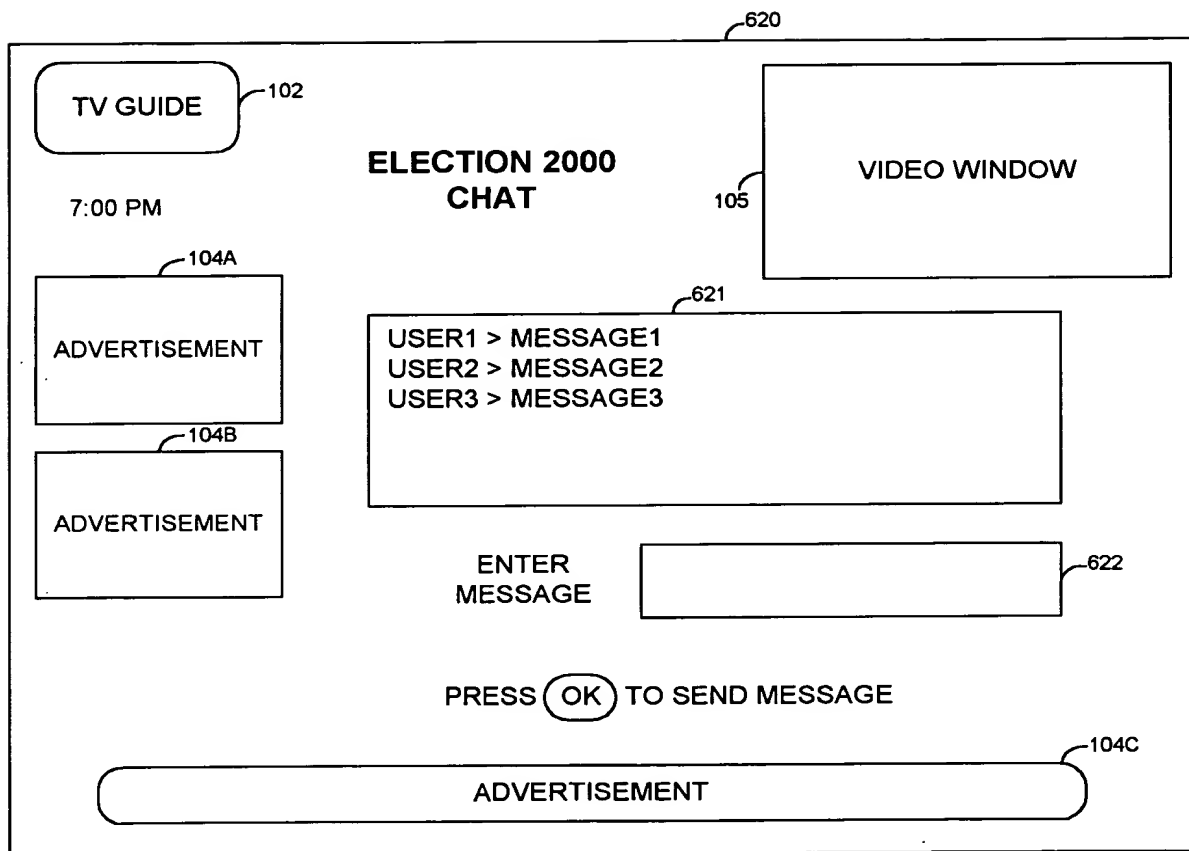 620
TV GUIDE
102
ELECTION 2000
CHAT
VIDEO WINDOW
105
7:00 PM
104A
ADVERTISEMENT
621
USER1 > MESSAGE1
USER2 > MESSAGE2
USER3 > MESSAGE3
104B
ADVERTISEMENT
ENTER
MESSAGE
622
PRESS OK TO SEND MESSAGE
104C
ADVERTISEMENT